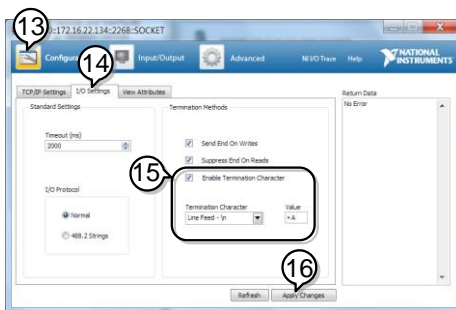 13
0::172.16.22.134::2268::SOCKET
14
Input/Output
Advanced
NI I/O Trace
Help
NATIONAL
INSTRUMENTS
TCP/IP Settings
I/O Settings
View Attributes
Return Data
Standard Settings
Termination Methods
No Error
Timeout (ms)
2000
Send End On Writes
Suppress End On Reads
15
Enable Termination Character
I/O Protocol
Termination Character
Value
Normal
Line Feed - \n
xA
488.2 Strings
16
Refresh
Apply Changes